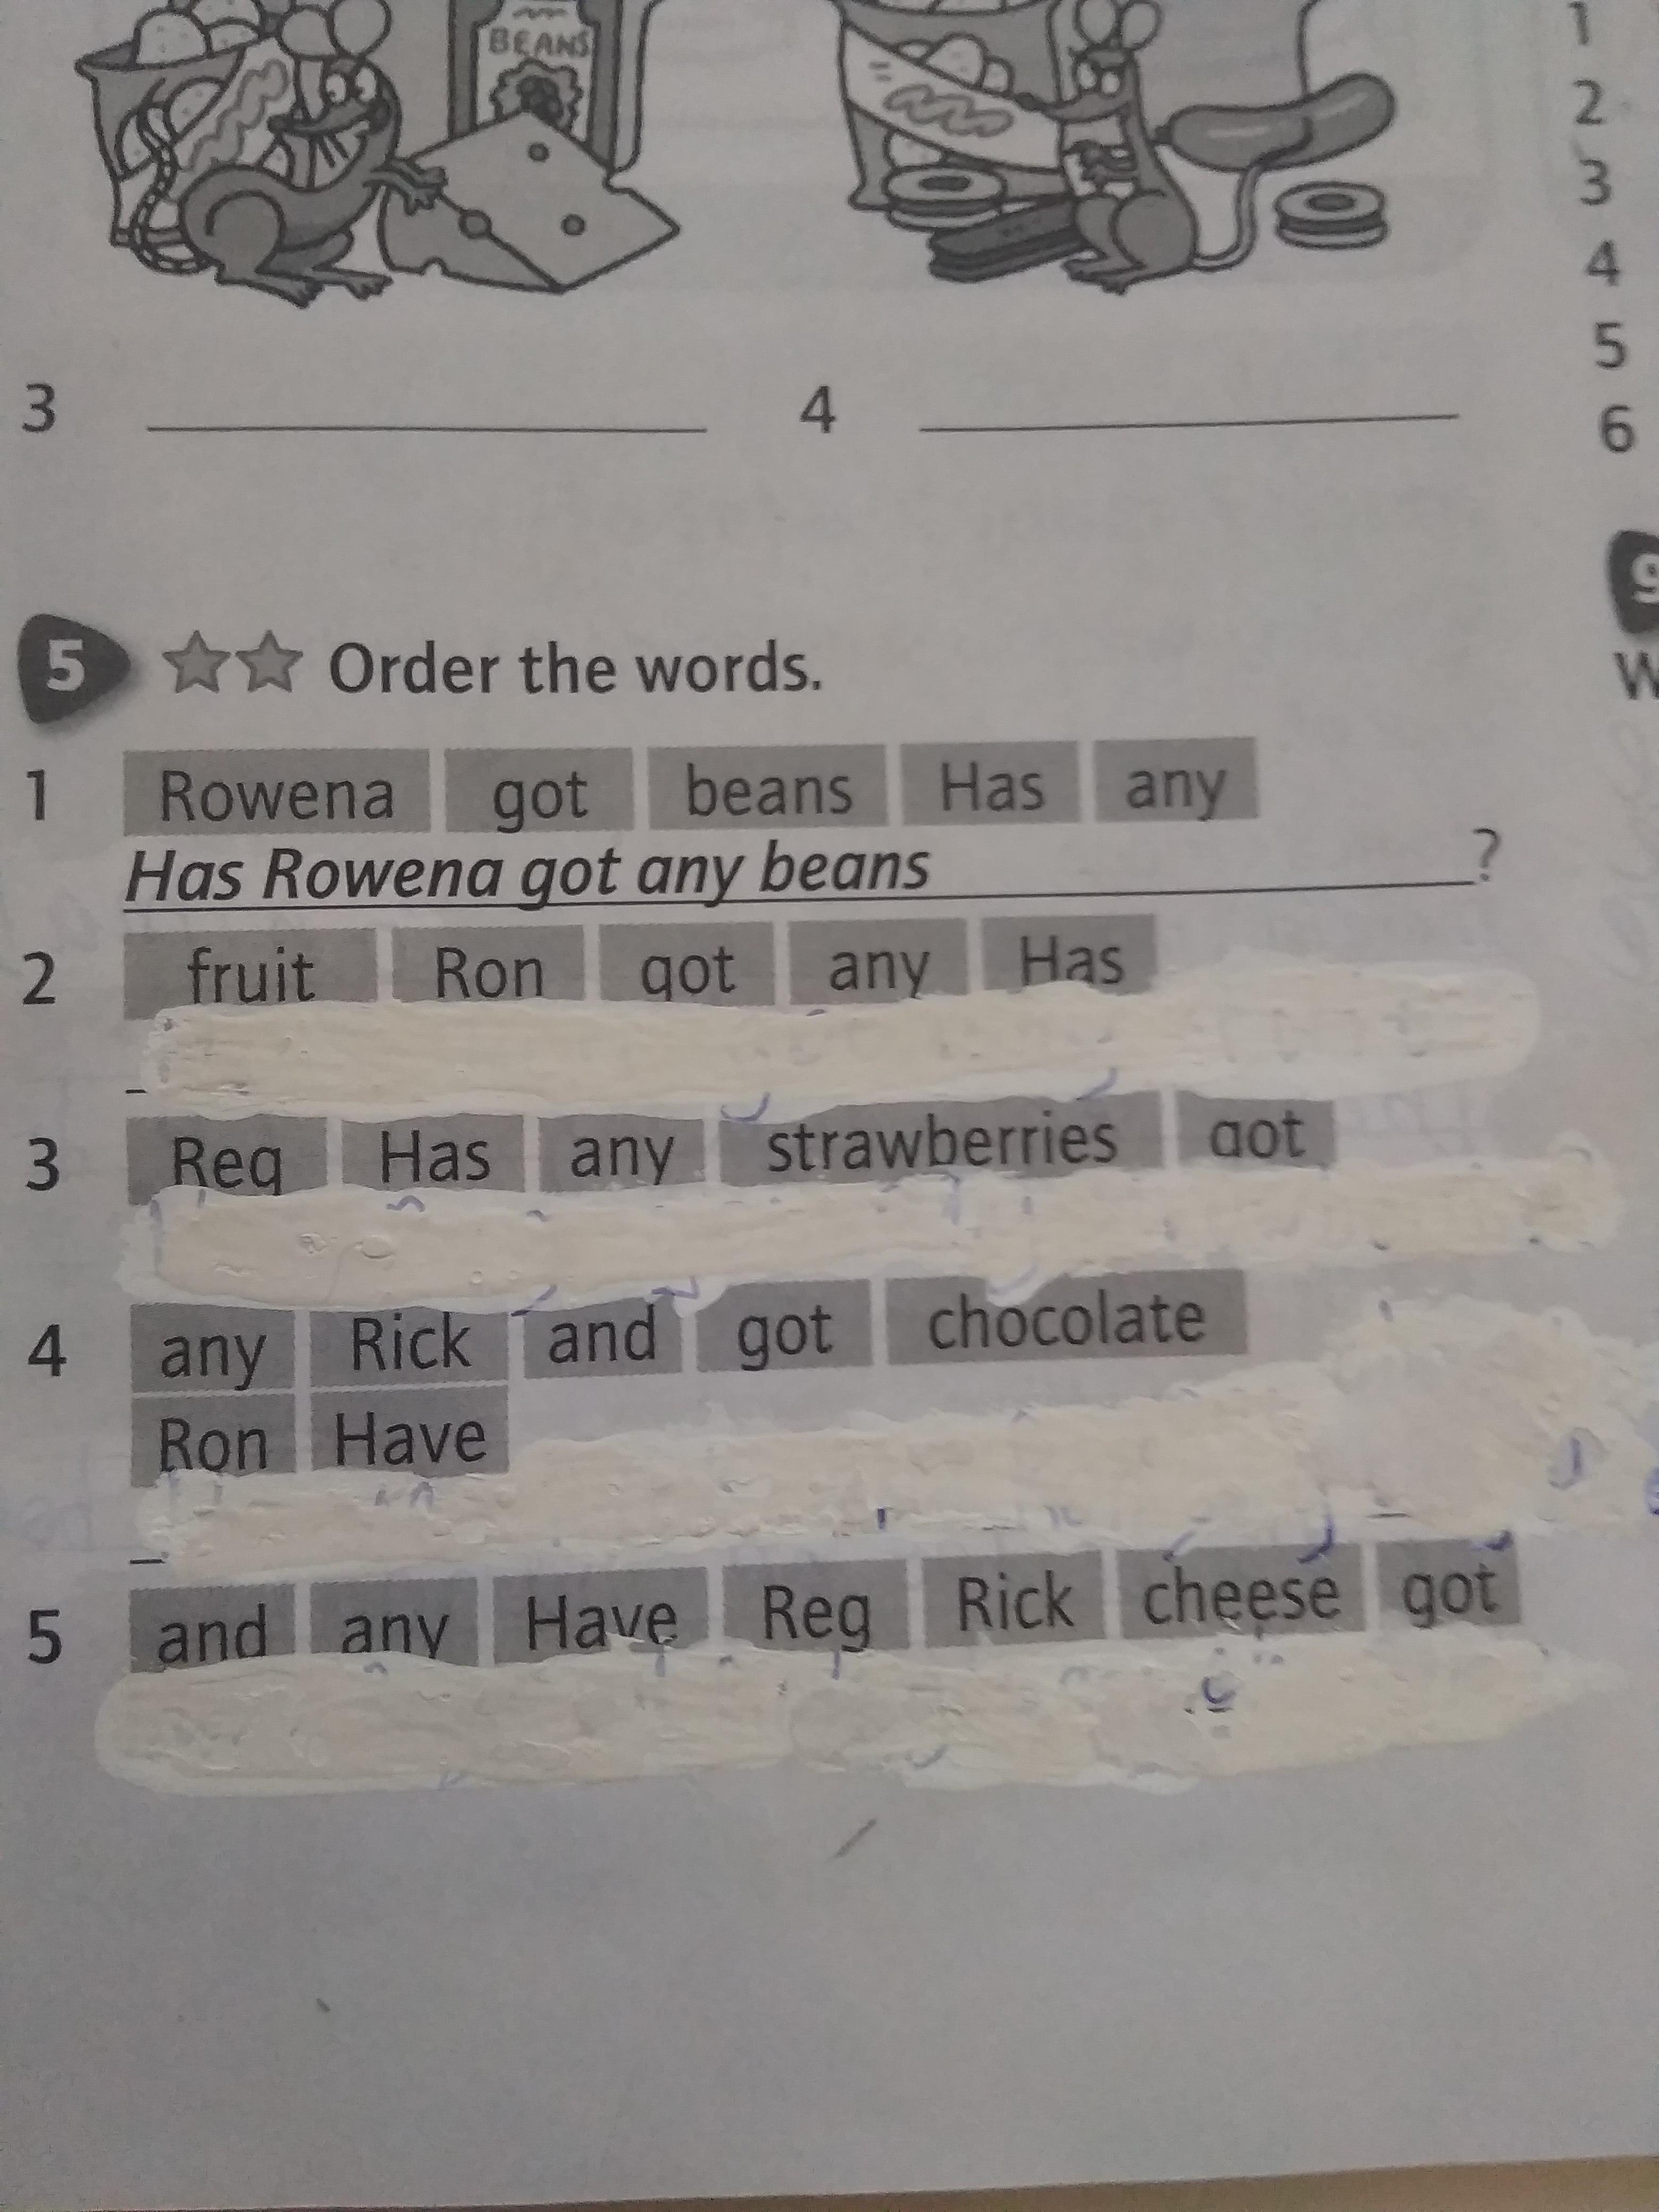 BEANS
1
2
3
4
5
6
3 4
5 Order the words.
9
W
1 Rowena got beans Has any
Has Rowena got any beans ?
2 fruit Ron got any Has
3 Reg Has any strawberries got
4 any Rick and got chocolate
Ron Have
5 and any Have Reg Rick cheese got